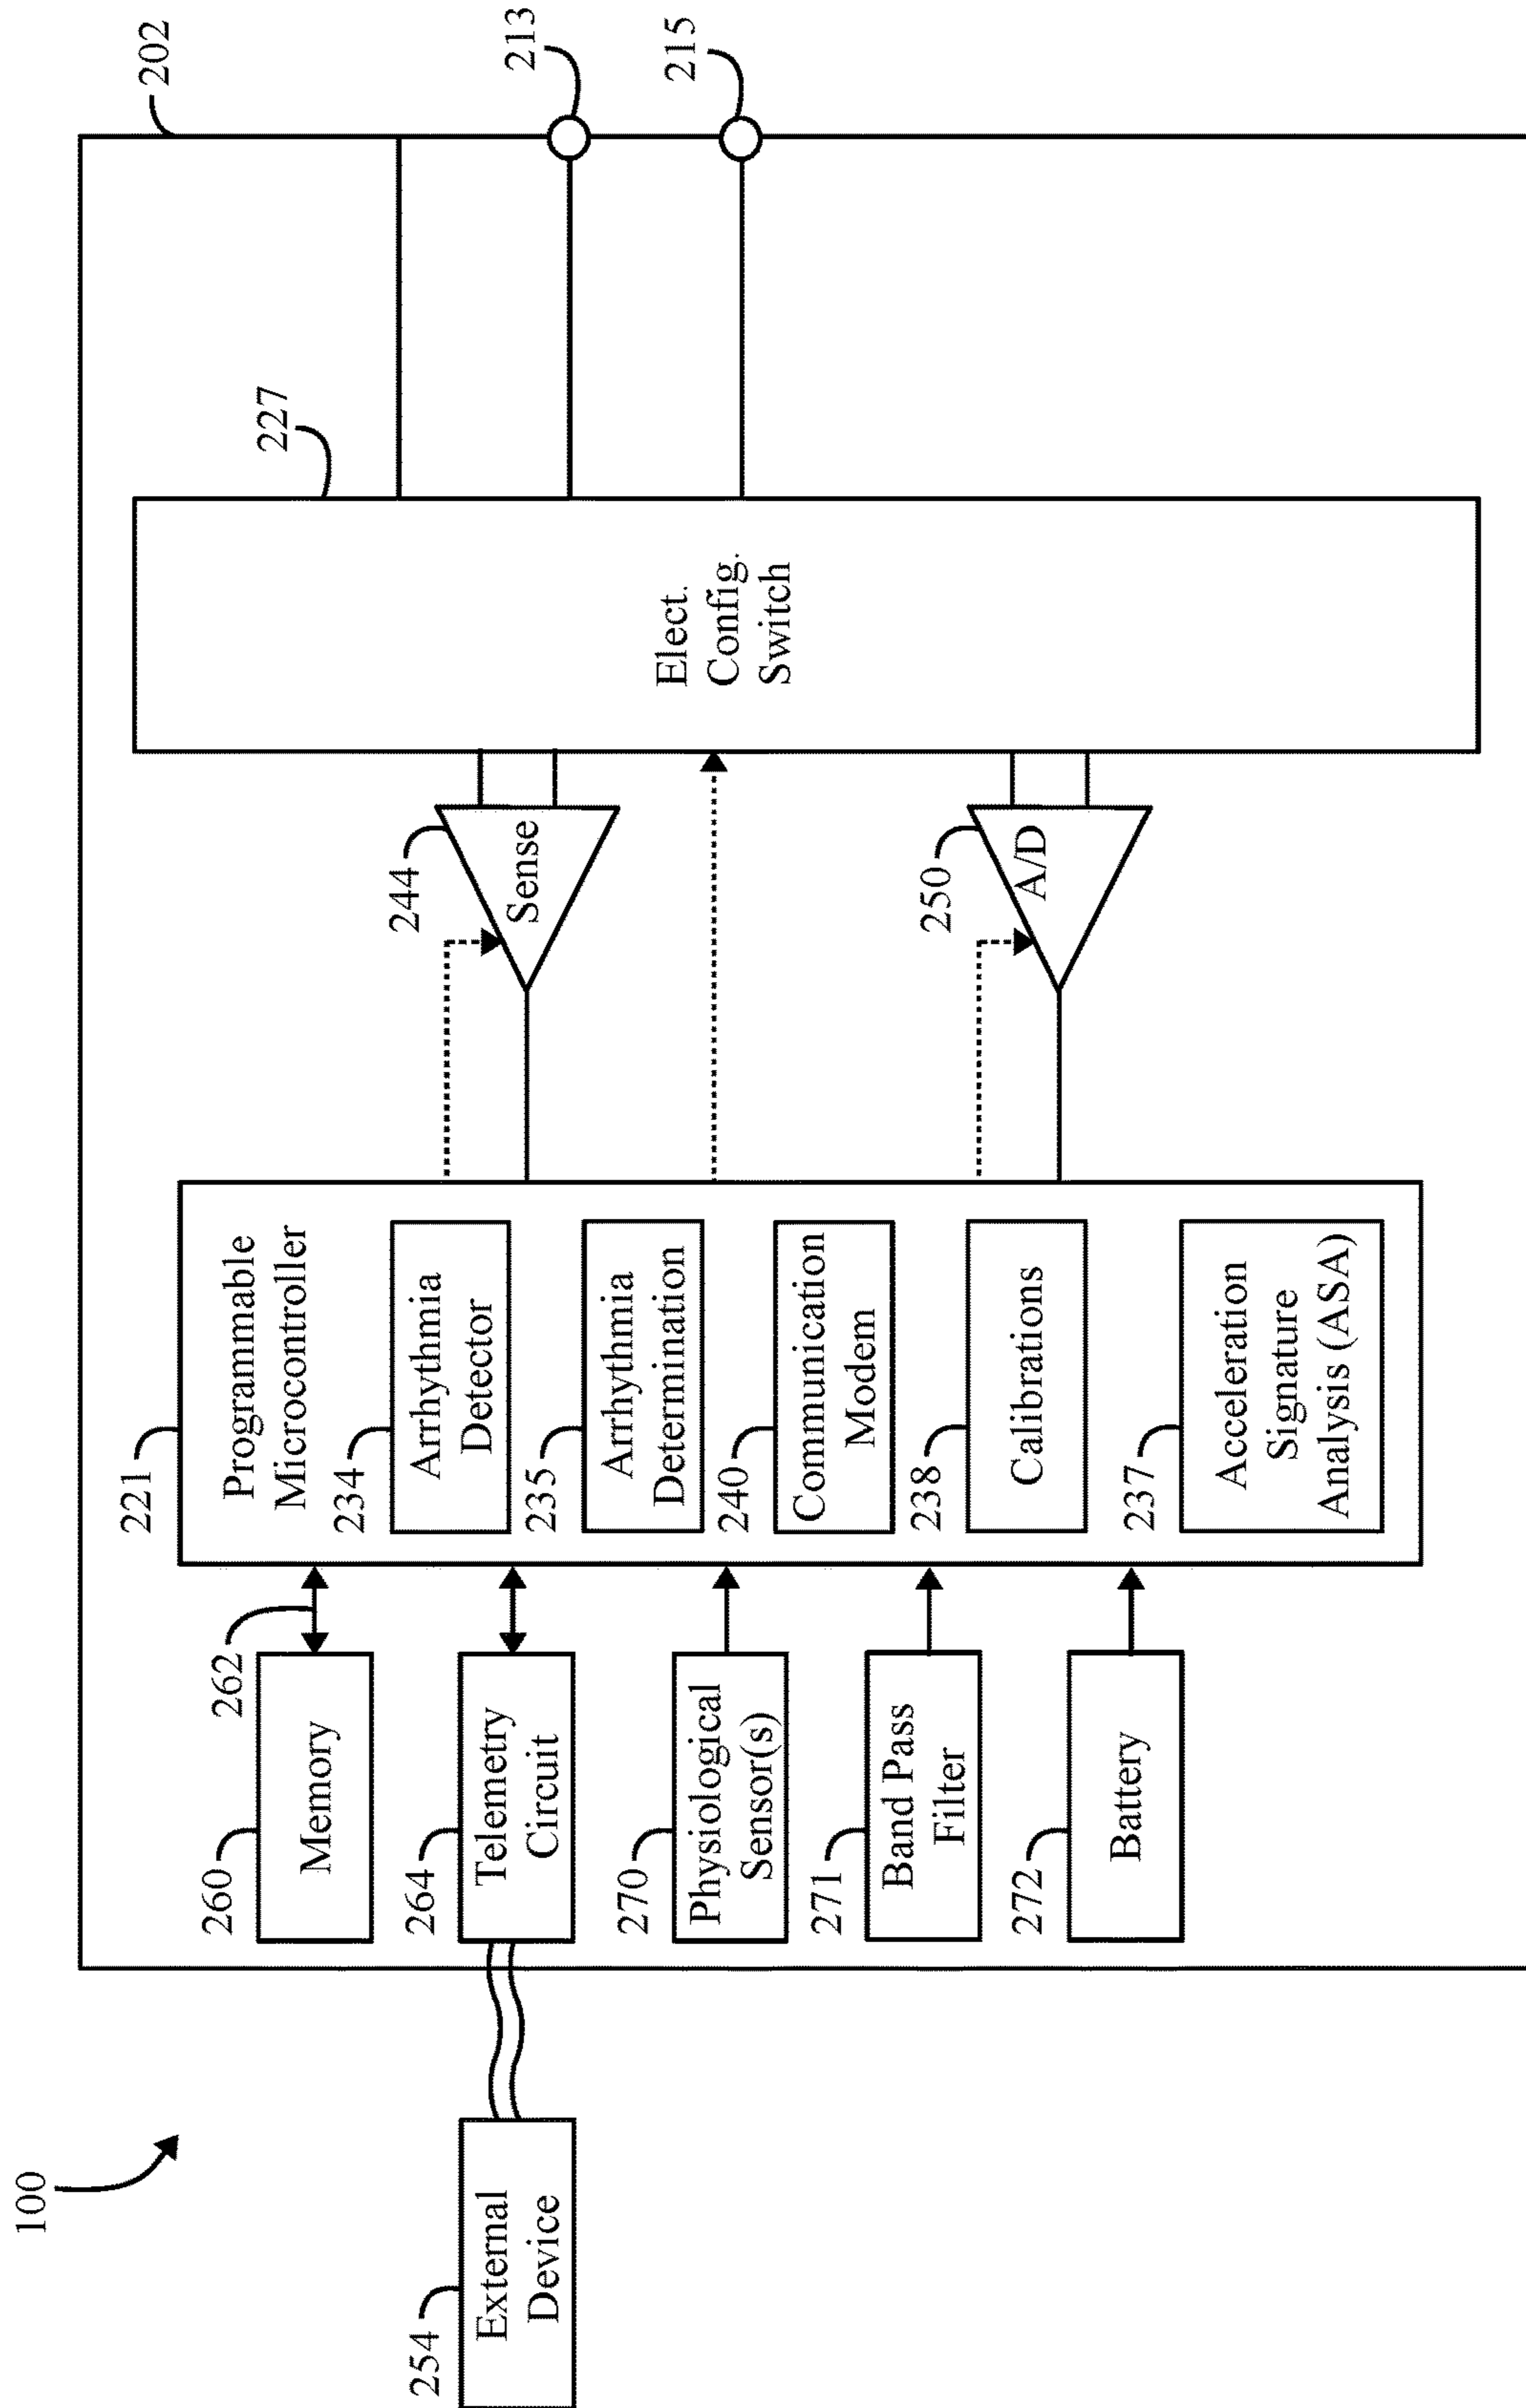 100
202
213
215
227
Elect.
Config.
Switch
244
Sense
250
A/D
221
Programmable
Microcontroller
234
Arrhythmia
Detector
235
Arrhythmia
Determination
240
Communication
Modem
238
Calibrations
237
Acceleration
Signature
Analysis (ASA)
262
260
Memory
264
Telemetry
Circuit
270
Physiological
Sensor(s)
271
Band Pass
Filter
272
Battery
254
External
Device